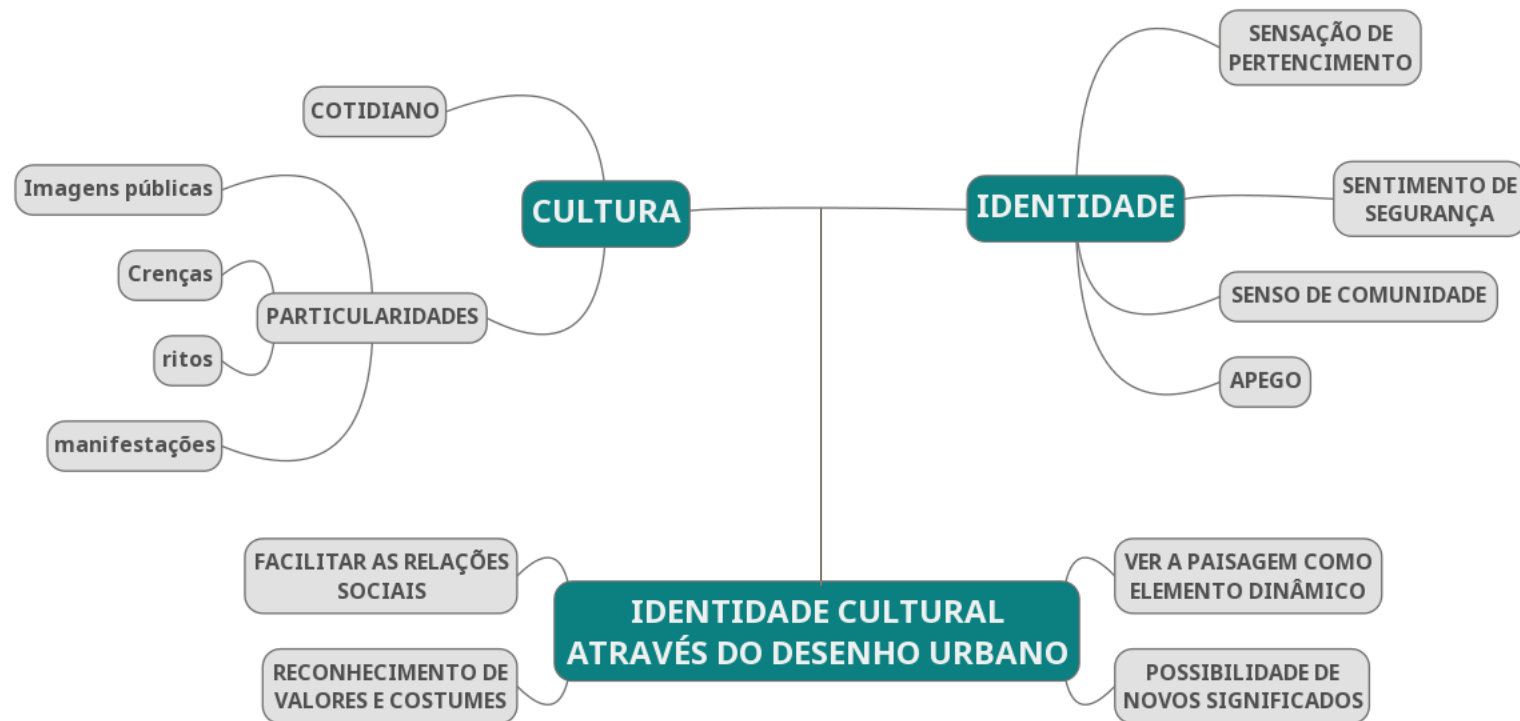 SENSAÇÃO DE
PERTENCIMENTO
COTIDIANO
Imagens públicas
CULTURA
IDENTIDADE
SENTIMENTO DE
SEGURANÇA
Crenças
PARTICULARIDADES
SENSO DE COMUNIDADE
ritos
APEGO
manifestações
FACILITAR AS RELAÇÕES
SOCIAIS
VER A PAISAGEM COMO
ELEMENTO DINÂMICO
IDENTIDADE CULTURAL
ATRAVÉS DO DESENHO URBANO
RECONHECIMENTO DE
VALORES E COSTUMES
POSSIBILIDADE DE
NOVOS SIGNIFICADOS